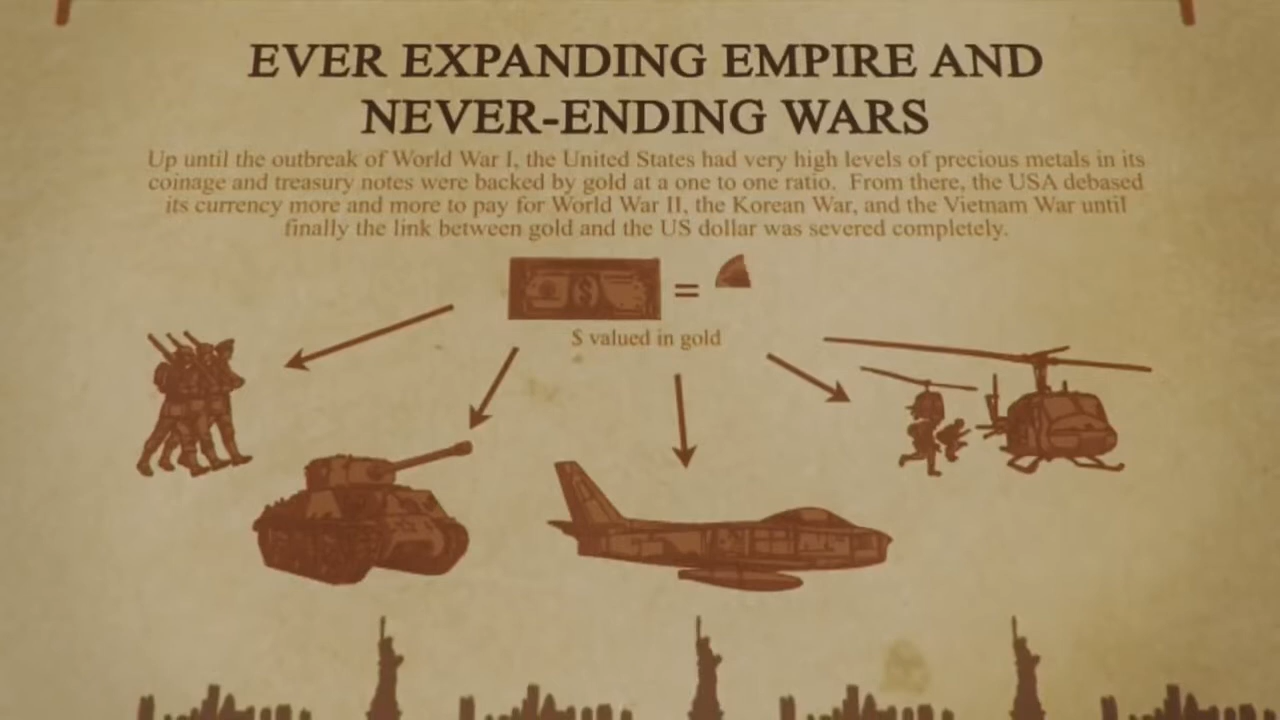 EVER EXPANDING EMPIRE AND
NEVER-ENDING WARS
Up until the outbreak of World War I, the United States had very high levels of precious metals in its
coinage and treasury notes were backed by gold at a one to one ratio. From there, the USA debased
its currency more and more to pay for World War II, the Korean War, and the Vietnam War until
finally the link between gold and the US dollar was severed completely.
$ =
$ valued in gold